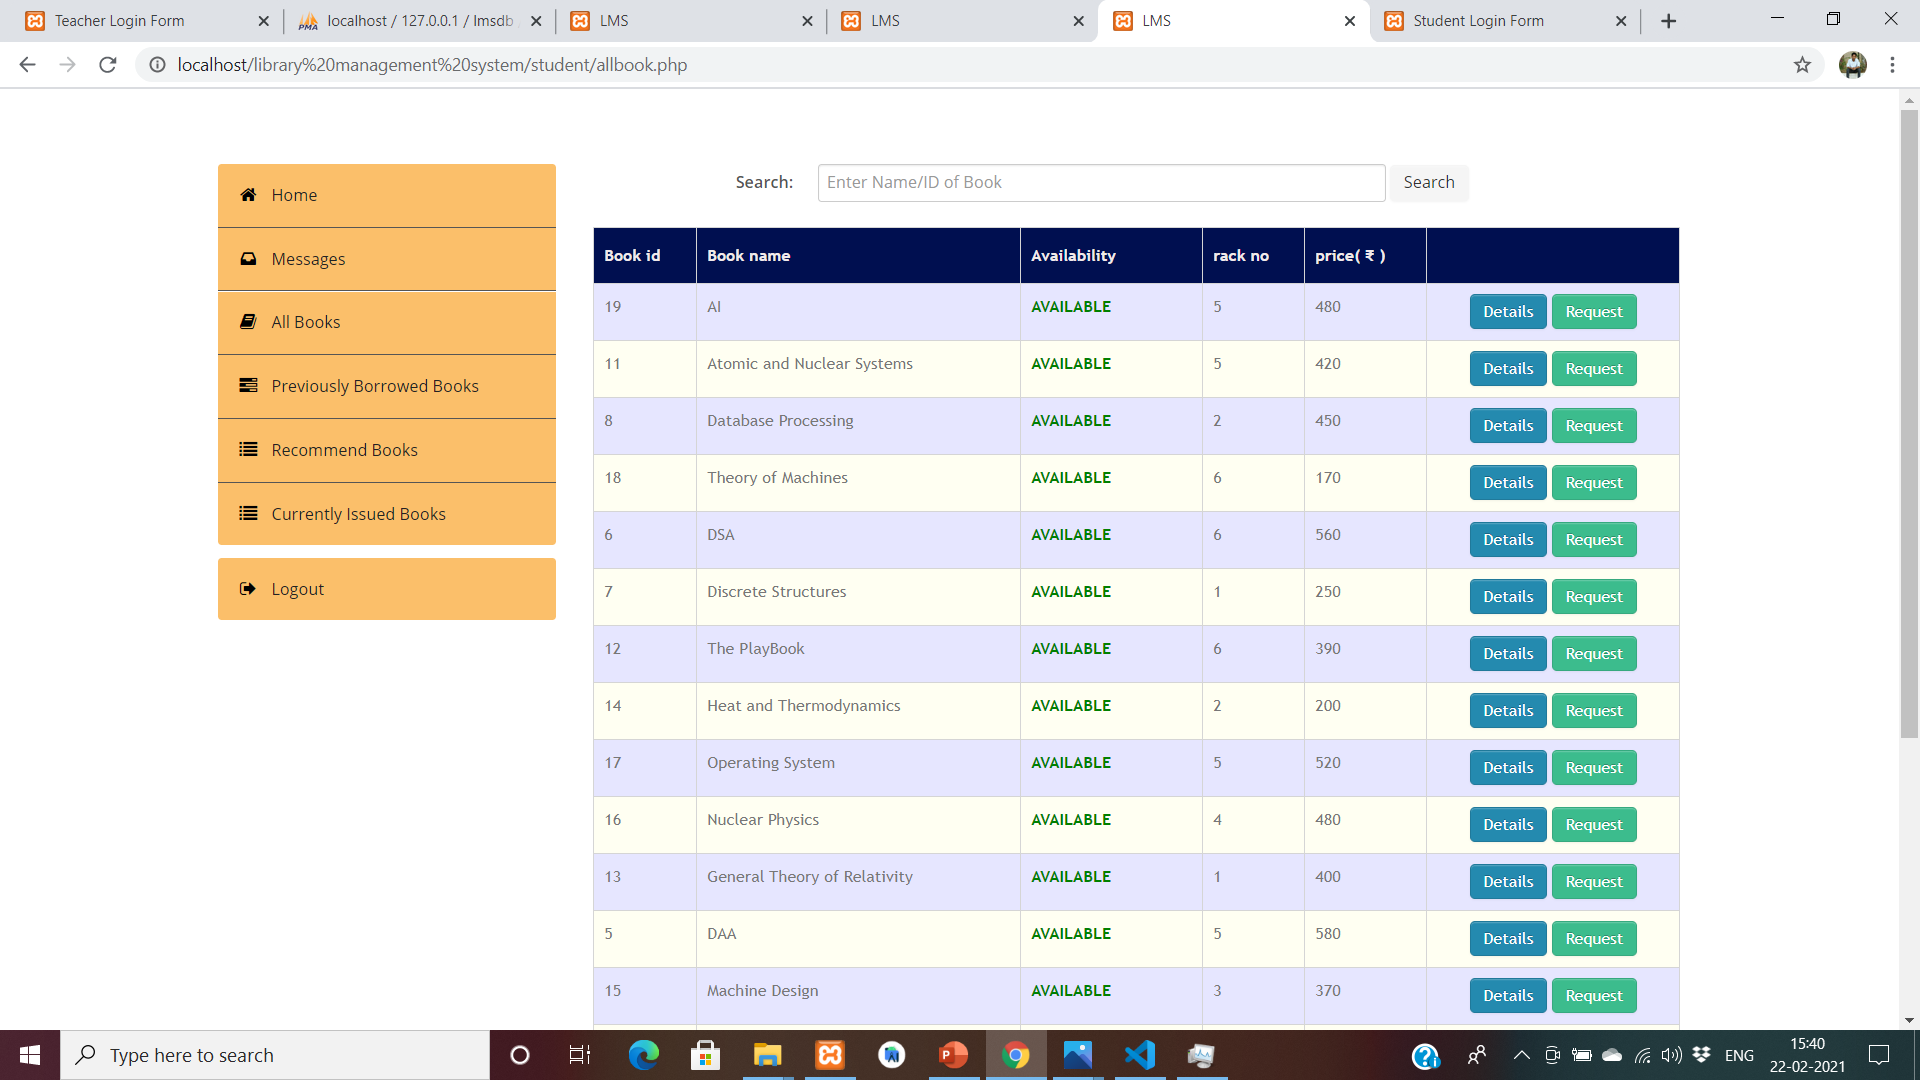 Teacher Login Form
localhost / 127.0.0.1 / lmsdb
LMS
LMS
LMS
Student Login Form
localhost/library%20management%20system/student/allbook.php
Home
Messages
All Books
Previously Borrowed Books
Recommend Books
Currently Issued Books
Logout
Search: Enter Name/ID of Book Search
Book id Book name Availability rack no price( ₹ )
19 AI AVAILABLE 5 480 Details Request
11 Atomic and Nuclear Systems AVAILABLE 5 420 Details Request
8 Database Processing AVAILABLE 2 450 Details Request
18 Theory of Machines AVAILABLE 6 170 Details Request
6 DSA AVAILABLE 6 560 Details Request
7 Discrete Structures AVAILABLE 1 250 Details Request
12 The PlayBook AVAILABLE 6 390 Details Request
14 Heat and Thermodynamics AVAILABLE 2 200 Details Request
17 Operating System AVAILABLE 5 520 Details Request
16 Nuclear Physics AVAILABLE 4 480 Details Request
13 General Theory of Relativity AVAILABLE 1 400 Details Request
5 DAA AVAILABLE 5 580 Details Request
15 Machine Design AVAILABLE 3 370 Details Request
Type here to search
ENG
15:40
22-02-2021